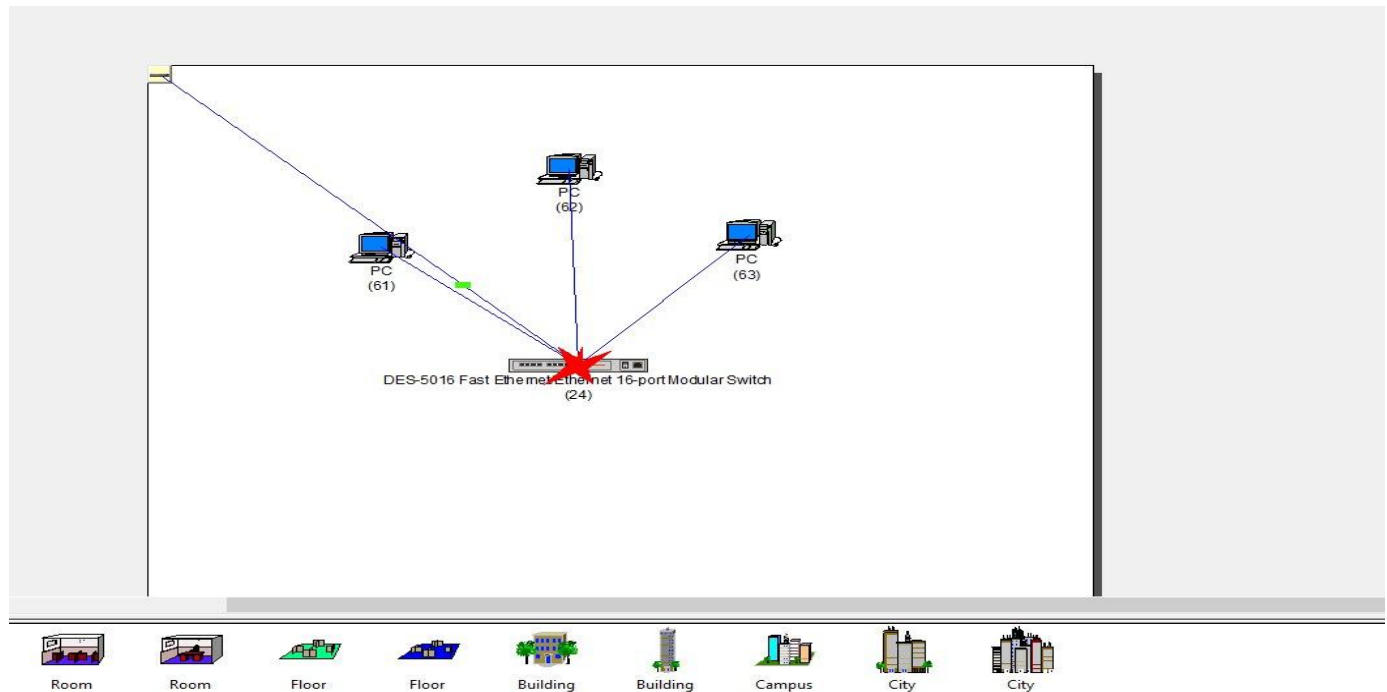 PC
(62)
PC
(61)
PC
(63)
DES-5016 Fast Ethernet Ethernet 16-port Modular Switch
(24)
Room
Room
Floor
Floor
Building
Building
Campus
City
City